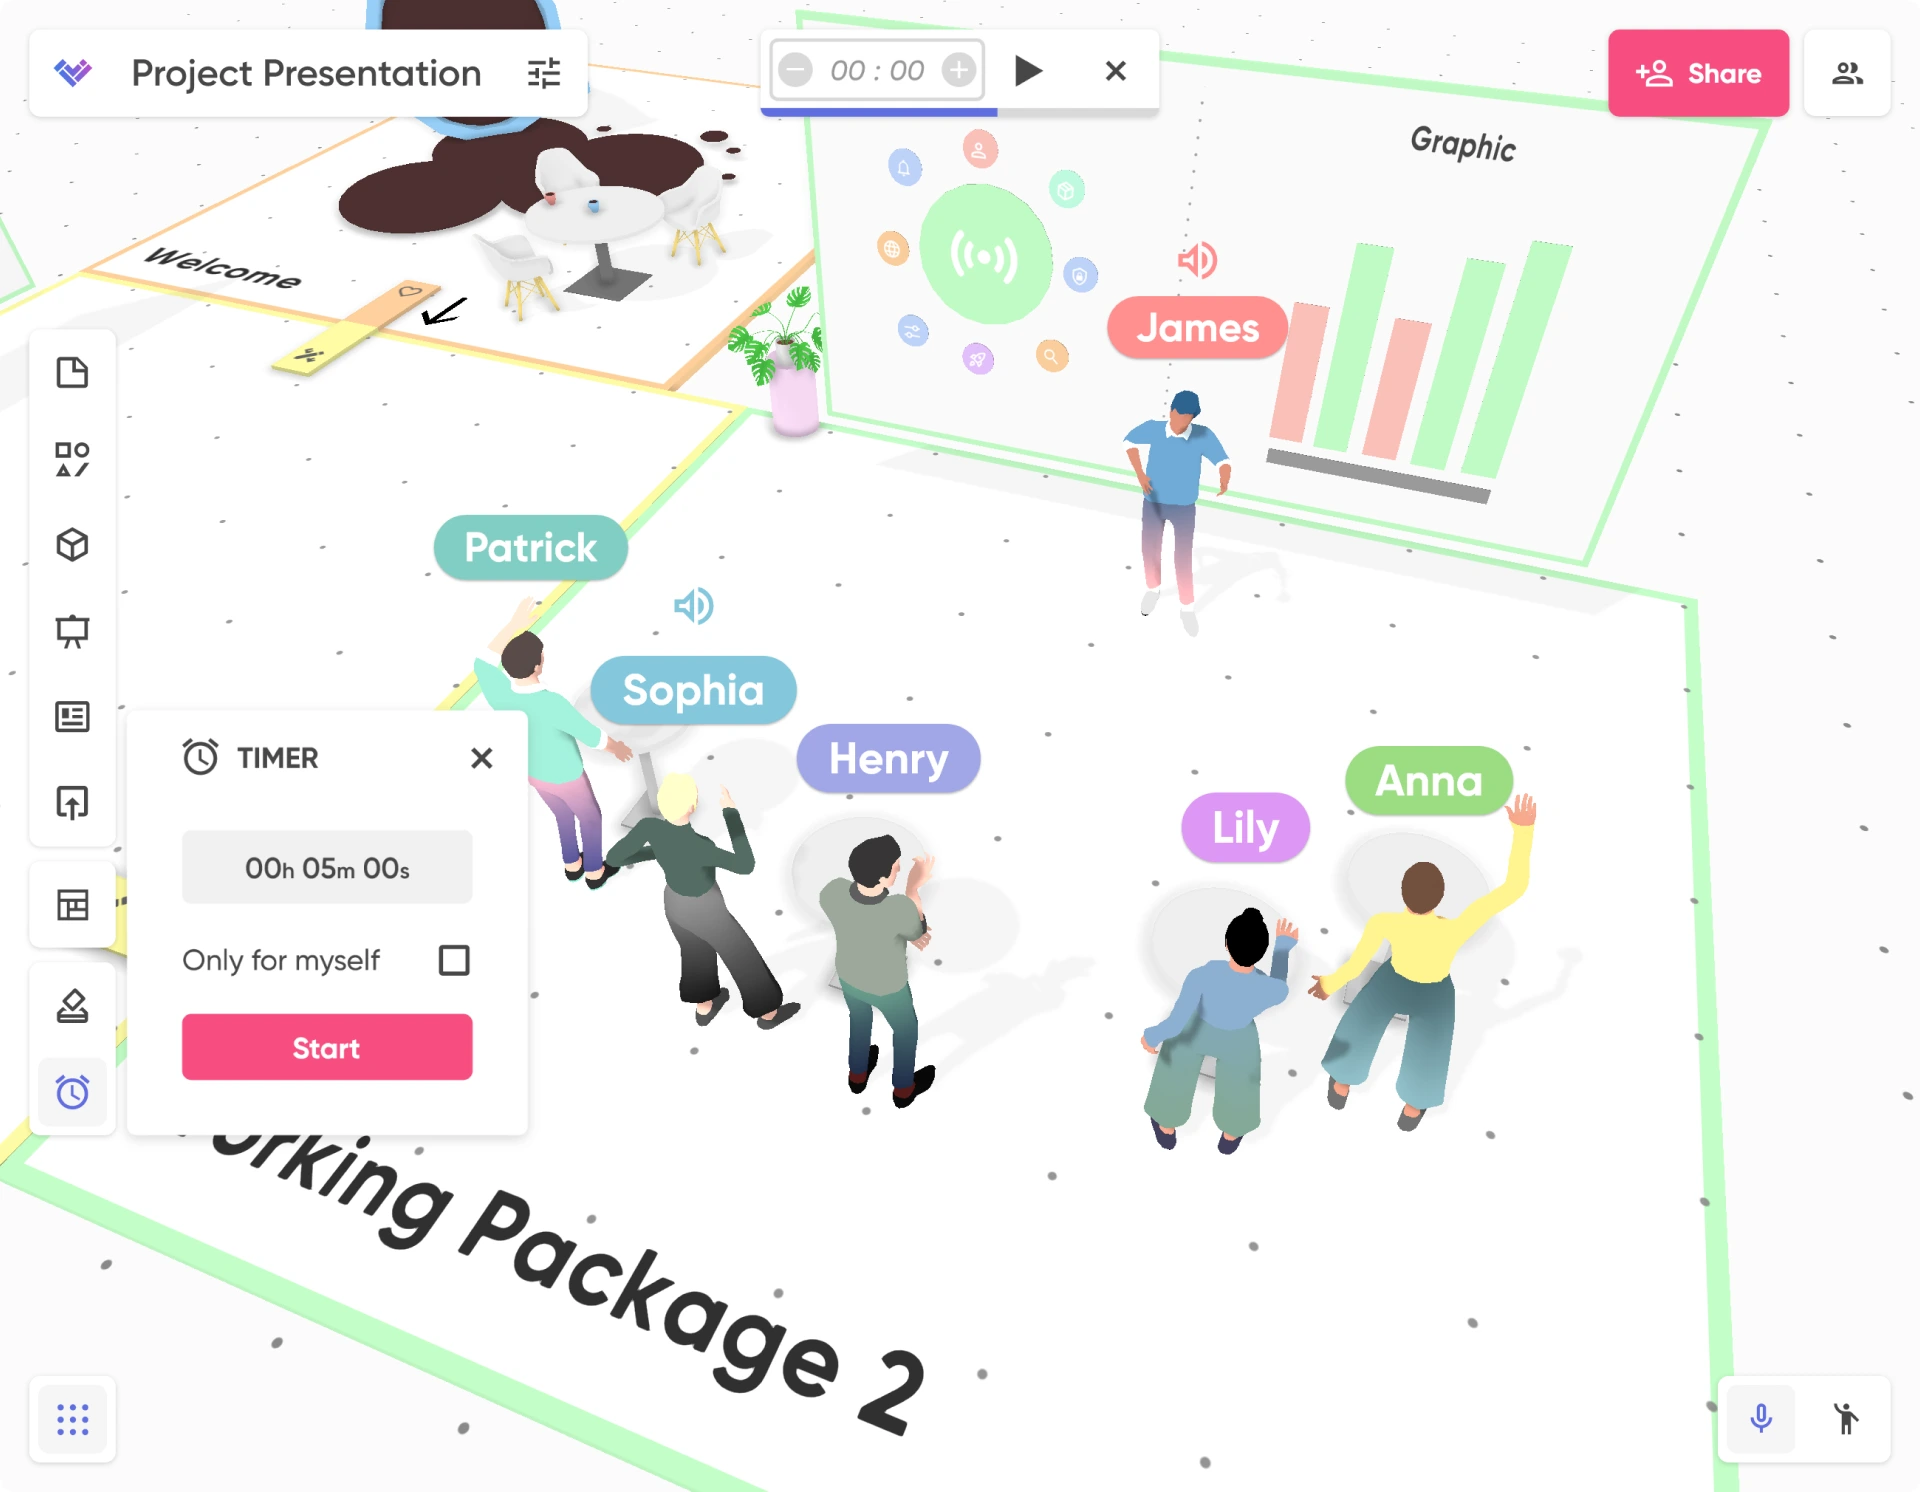 Project Presentation
00 : 00
Share
Graphic
Welcome
James
Patrick
Sophia
Henry
Anna
Lily
TIMER
00h 05m 00s
Only for myself
Start
orking Package 2